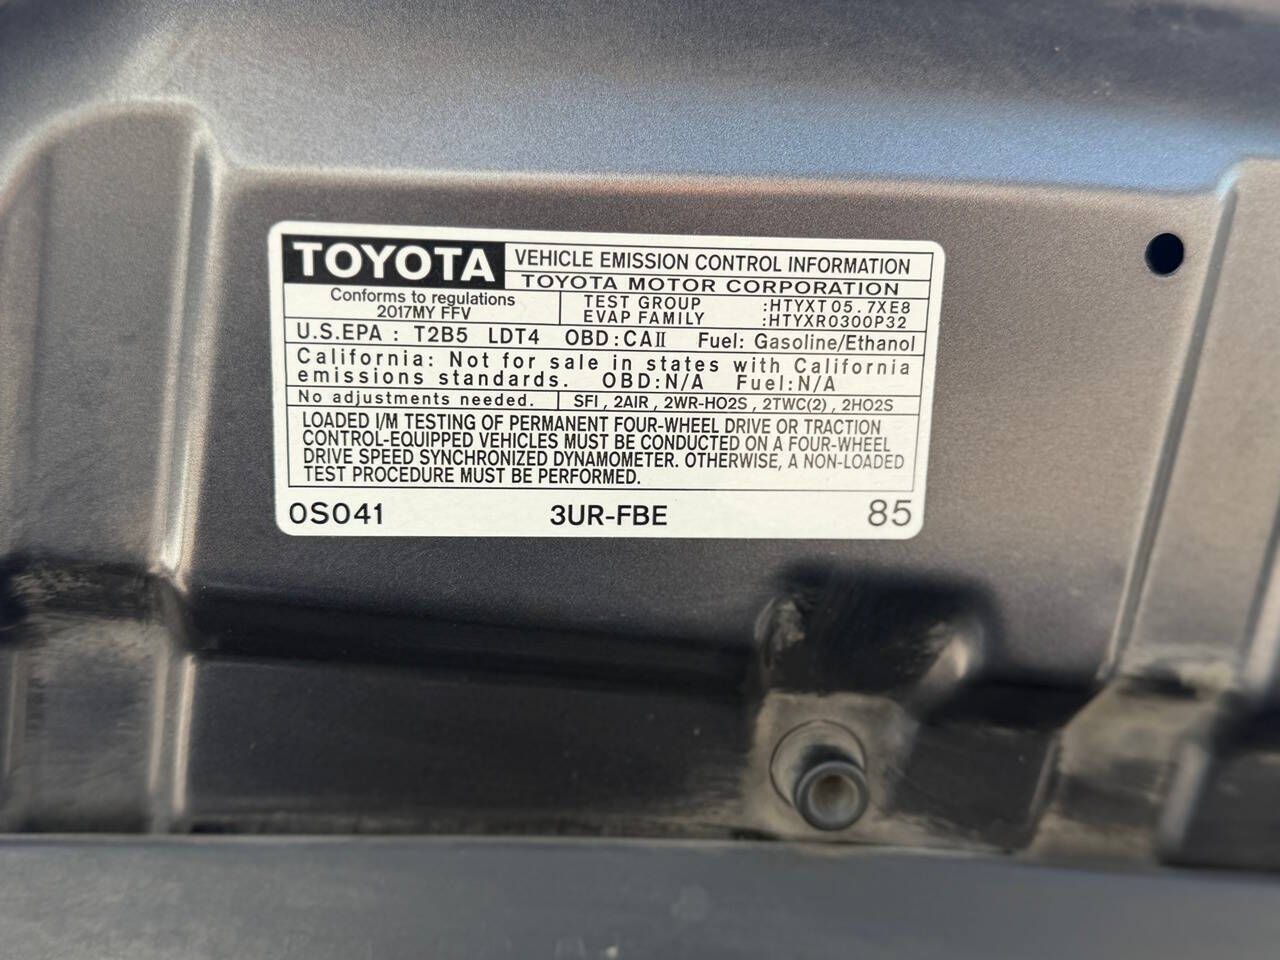 TOYOTA
VEHICLE EMISSION CONTROL INFORMATION
TOYOTA MOTOR CORPORATION
Conforms to regulations
2017MY FFV
TEST GROUP :HTYXT05.7XE8
EVAP FAMILY :HTYXR0300P32
U.S.EPA : T2B5 LDT4 OBD:CAII Fuel: Gasoline/Ethanol
California: Not for sale in states with California
emissions standards. OBD:N/A Fuel:N/A
No adjustments needed. SFI, 2AIR, 2WR-HO2S, 2TWC(2), 2HO2S
LOADED I/M TESTING OF PERMANENT FOUR-WHEEL DRIVE OR TRACTION
CONTROL-EQUIPPED VEHICLES MUST BE CONDUCTED ON A FOUR-WHEEL
DRIVE SPEED SYNCHRONIZED DYNAMOMETER. OTHERWISE, A NON-LOADED
TEST PROCEDURE MUST BE PERFORMED.
0S041 3UR-FBE 85